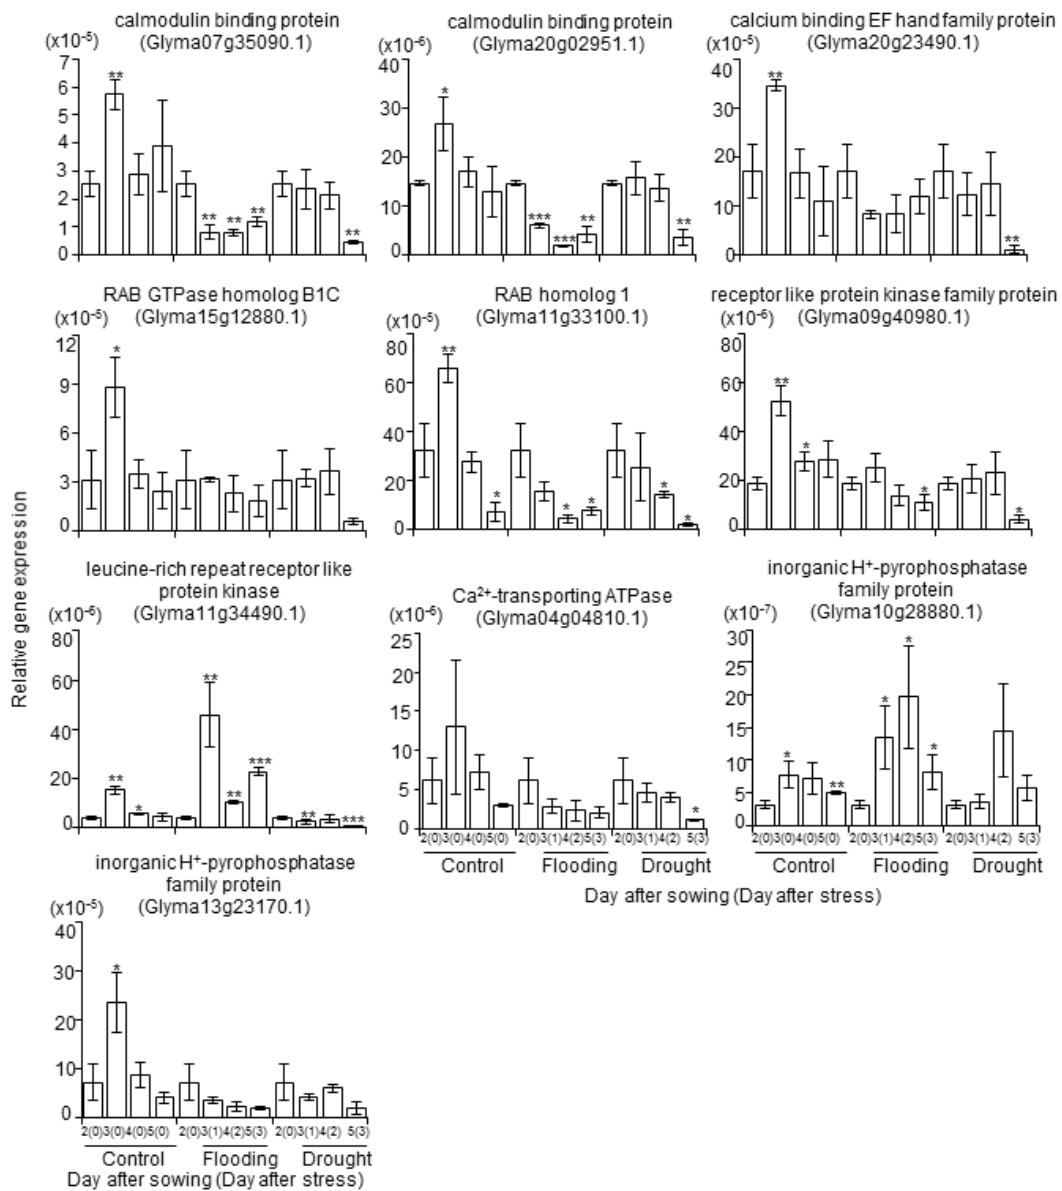 calmodulin binding protein
(Glyma07g35090.1)
(x10-5)
7
6
5
4
3
2
1
0
**
**
**
**
**
calmodulin binding protein
(Glyma20g02951.1)
(x10-6)
40
30
20
10
0
*
***
***
**
**
calcium binding EF hand family protein
(Glyma20g23490.1)
(x10-5)
40
30
20
10
0
**
**
RAB GTPase homolog B1C
(Glyma15g12880.1)
(x10-5)
12
9
6
3
0
*
RAB homolog 1
(Glyma11g33100.1)
(x10-5)
80
60
40
20
0
**
*
*
*
*
*
receptor like protein kinase family protein
(Glyma09g40980.1)
(x10-6)
80
60
40
20
0
**
*
*
*
Relative gene expression
leucine-rich repeat receptor like
protein kinase
(Glyma11g34490.1)
(x10-6)
80
60
40
20
0
**
*
**
**
***
**
***
Ca2+-transporting ATPase
(Glyma04g04810.1)
(x10-6)
25
20
15
10
5
0
*
2(0)3(0)4(0)5(0) 2(0)3(1)4(2)5(3) 2(0)3(1)4(2) 5(3)
Control Flooding Drought
inorganic H+-pyrophosphatase
family protein
(Glyma10g28880.1)
(x10-7)
30
25
20
15
10
5
0
*
**
*
*
*
2(0)3(0)4(0)5(0) 2(0)3(1)4(2)5(3) 2(0)3(1)4(2) 5(3)
Control Flooding Drought
Day after sowing (Day after stress)
inorganic H+-pyrophosphatase
family protein
(Glyma13g23170.1)
(x10-5)
40
30
20
10
0
*
2(0)3(0)4(0)5(0) 2(0)3(1)4(2)5(3) 2(0)3(1)4(2) 5(3)
Control Flooding Drought
Day after sowing (Day after stress)